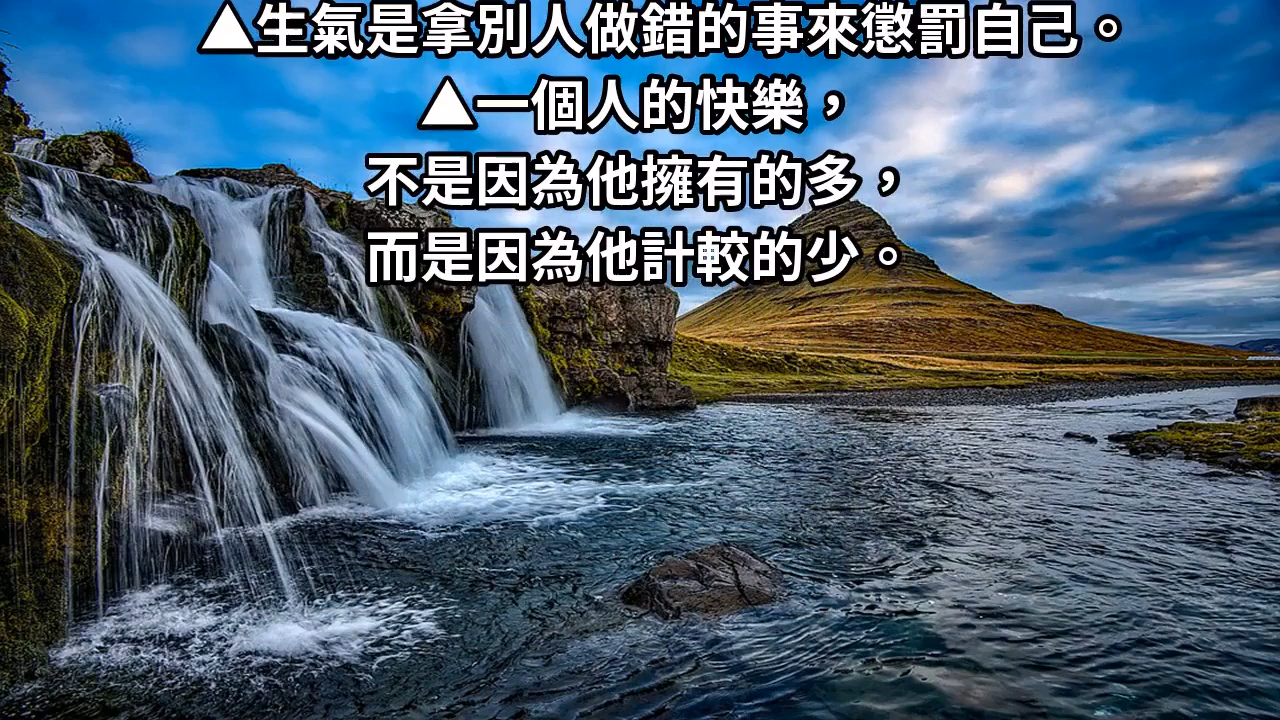 ▲生氣是拿別人做錯的事來懲罰自己。
▲一個人的快樂，
不是因為他擁有的多，
而是因為他計較的少。